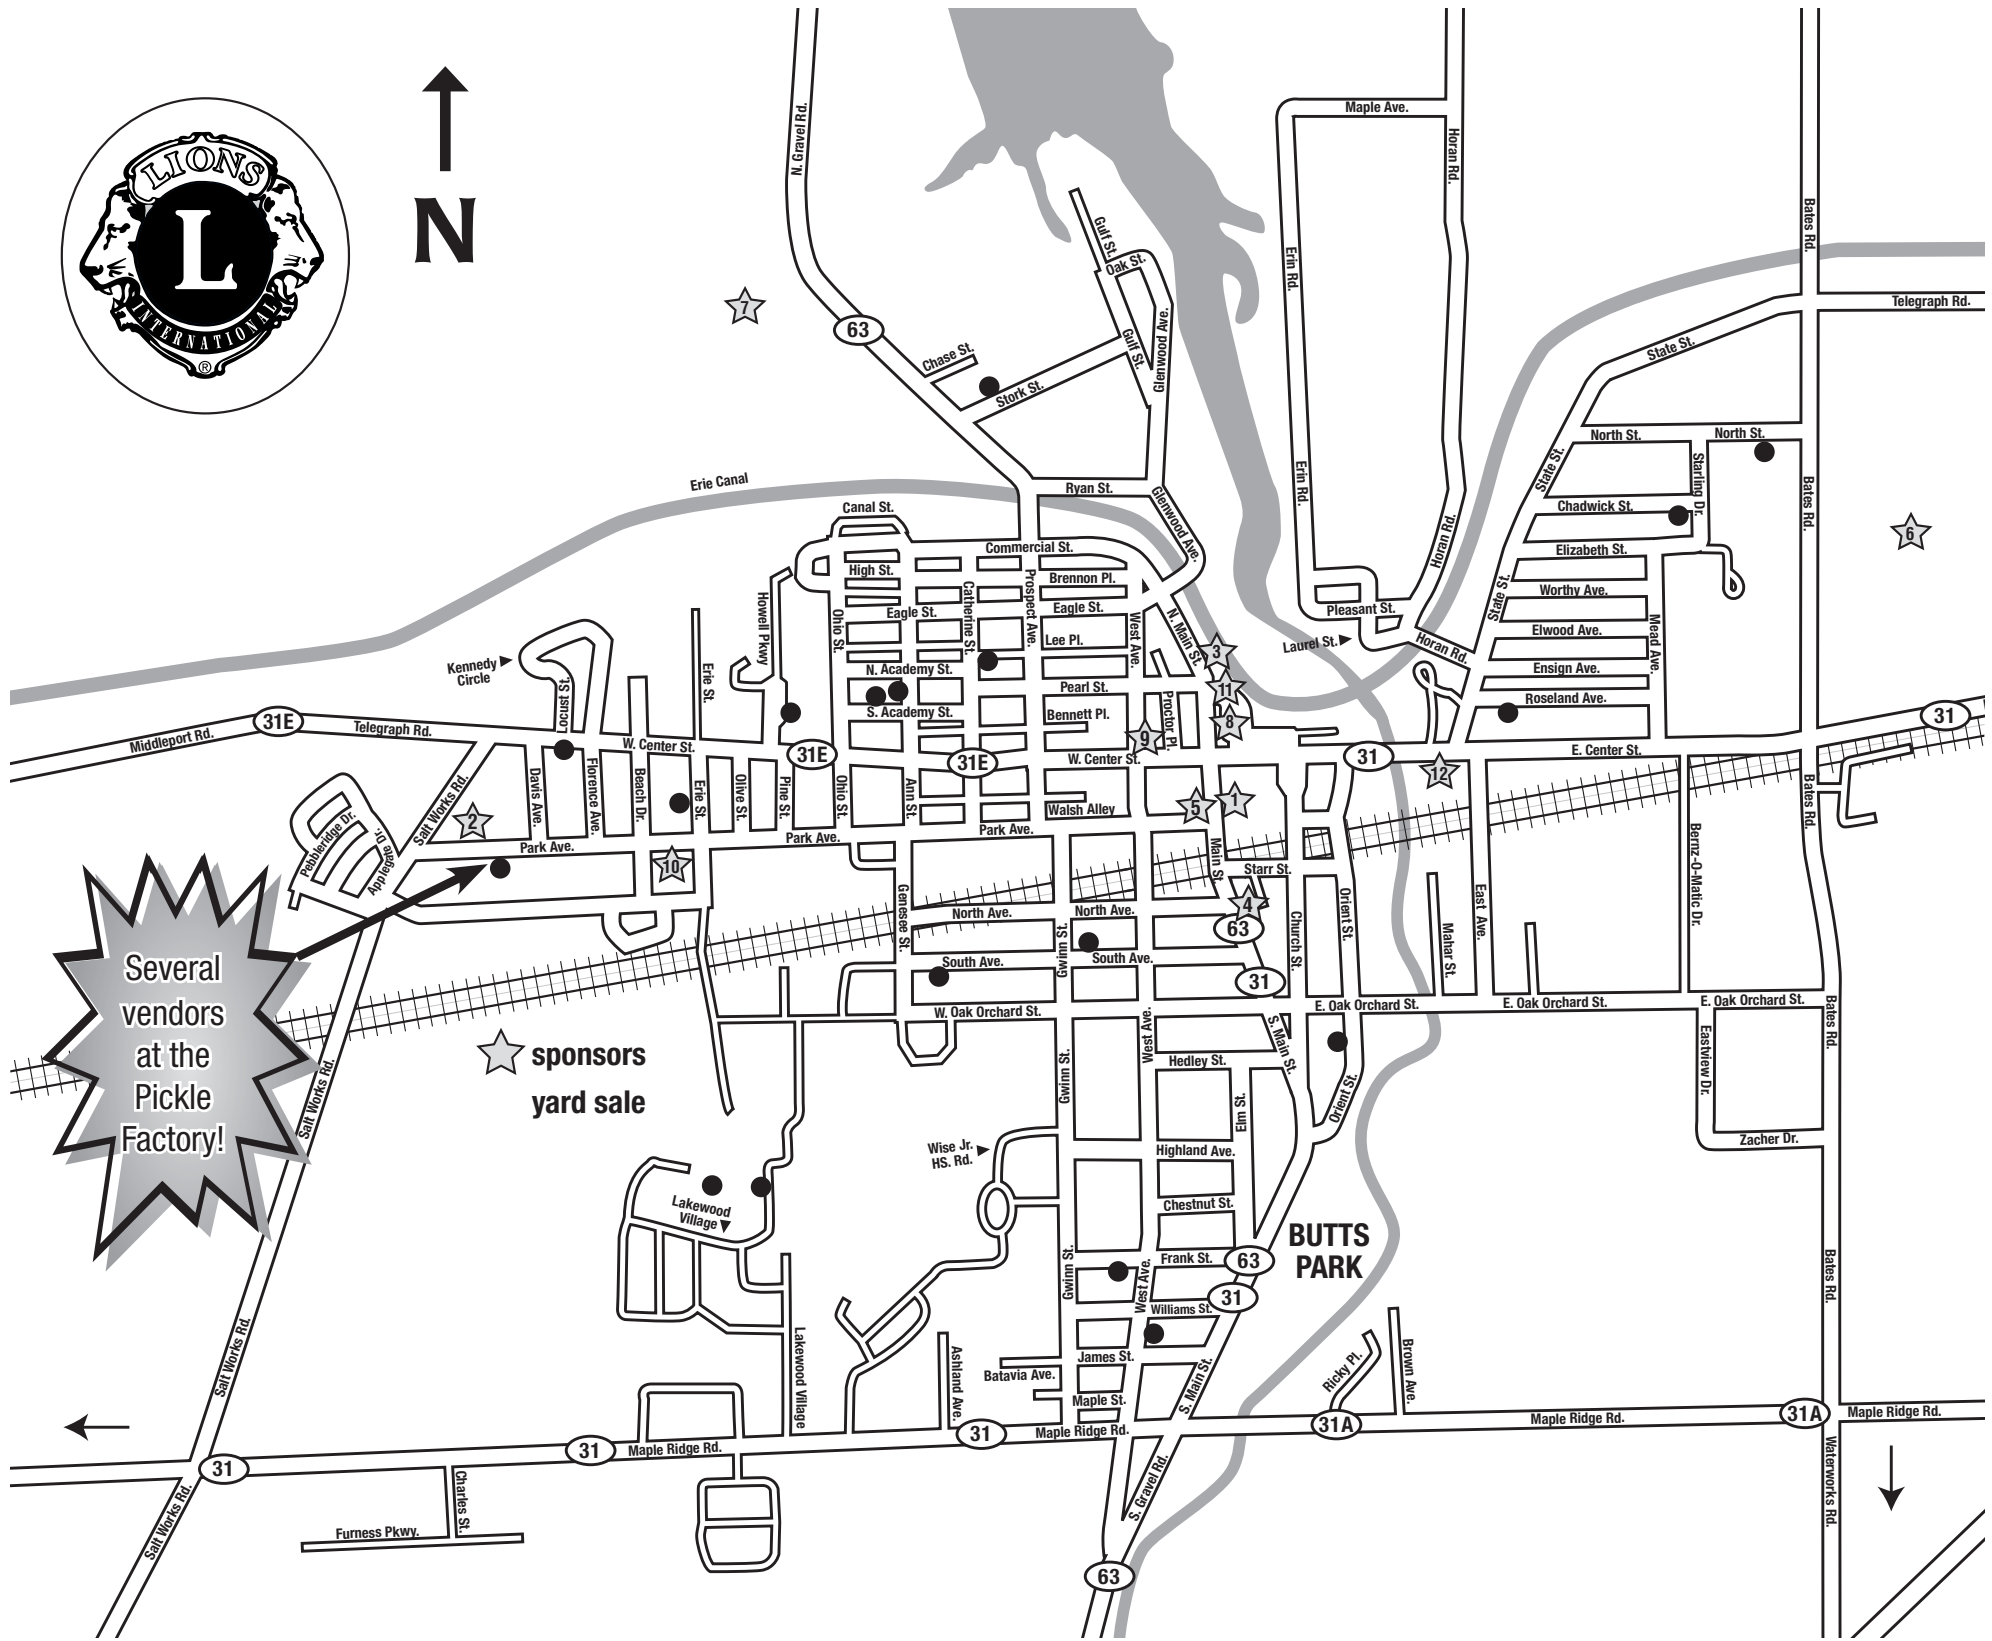 Maple Ave.
N. Gravel Rd.
Horan Rd.
LIONS
L
INTERNATIONAL
®
N
Bates Rd.
Gulf St.
Oak St.
Erin Rd.
7
63
Telegraph Rd.
Chase St.
Gulf St.
Glenwood Ave.
State St.
Stork St.
North St.
North St.
Erie Canal
Ryan St.
Glenwood Ave.
Erin Rd.
State St.
Starling Dr.
Bates Rd.
Canal St.
Chadwick St.
6
Commercial St.
Horan Rd.
Elizabeth St.
High St.
Brennon Pl.
Worthy Ave.
Howell Pkwy
Ohio St.
Eagle St.
Catherine St.
Prospect Ave.
Eagle St.
West Ave.
N. Main St.
Pleasant St.
State St.
Elwood Ave.
Mead Ave.
Lee Pl.
Laurel St.
Horan Rd.
Kennedy
Circle
3
Ensign Ave.
Erie St.
N. Academy St.
Locust St.
Pearl St.
11
Roseland Ave.
31E
S. Academy St.
Bennett Pl.
Proctor Pl.
8
31
Middleport Rd.
Telegraph Rd.
W. Center St.
9
31E
31E
W. Center St.
31
E. Center St.
12
Salt Works Rd.
Davis Ave.
Florence Ave.
Beach Dr.
Erie St.
Olive St.
Pine St.
Ohio St.
Ann St.
Walsh Alley
5
1
Bates Rd.
Pebbleridge Dr.
Applegate Dr.
2
Park Ave.
Park Ave.
Park Ave.
10
Main St.
Starr St.
4
63
Bernz-O-Matic Dr.
Genesee St.
North Ave.
North Ave.
Gwinn St.
Church St.
Orient St.
Mahar St.
East Ave.
South Ave.
South Ave.
31
Several
vendors
at the
Pickle
Factory!
W. Oak Orchard St.
E. Oak Orchard St.
E. Oak Orchard St.
E. Oak Orchard St.
Bates Rd.
sponsors
yard sale
Salt Works Rd.
Gwinn St.
West Ave.
S. Main St.
Hedley St.
Elm St.
Orient St.
Eastview Dr.
Zacher Dr.
Wise Jr.
HS. Rd.
Highland Ave.
Lakewood
Village
Chestnut St.
BUTTS
PARK
Gwinn St.
Frank St.
63
Bates Rd.
West Ave.
31
Williams St.
Salt Works Rd.
Lakewood Village
Ashland Ave.
James St.
Batavia Ave.
S. Main St.
Ricky Pl.
Brown Ave.
Maple St.
31
Maple Ridge Rd.
31A
Maple Ridge Rd.
31A
Maple Ridge Rd.
31
31
Maple Ridge Rd.
Waterworks Rd.
Charles St.
S. Gravel Rd.
Salt Works Rd.
Furness Pkwy.
63